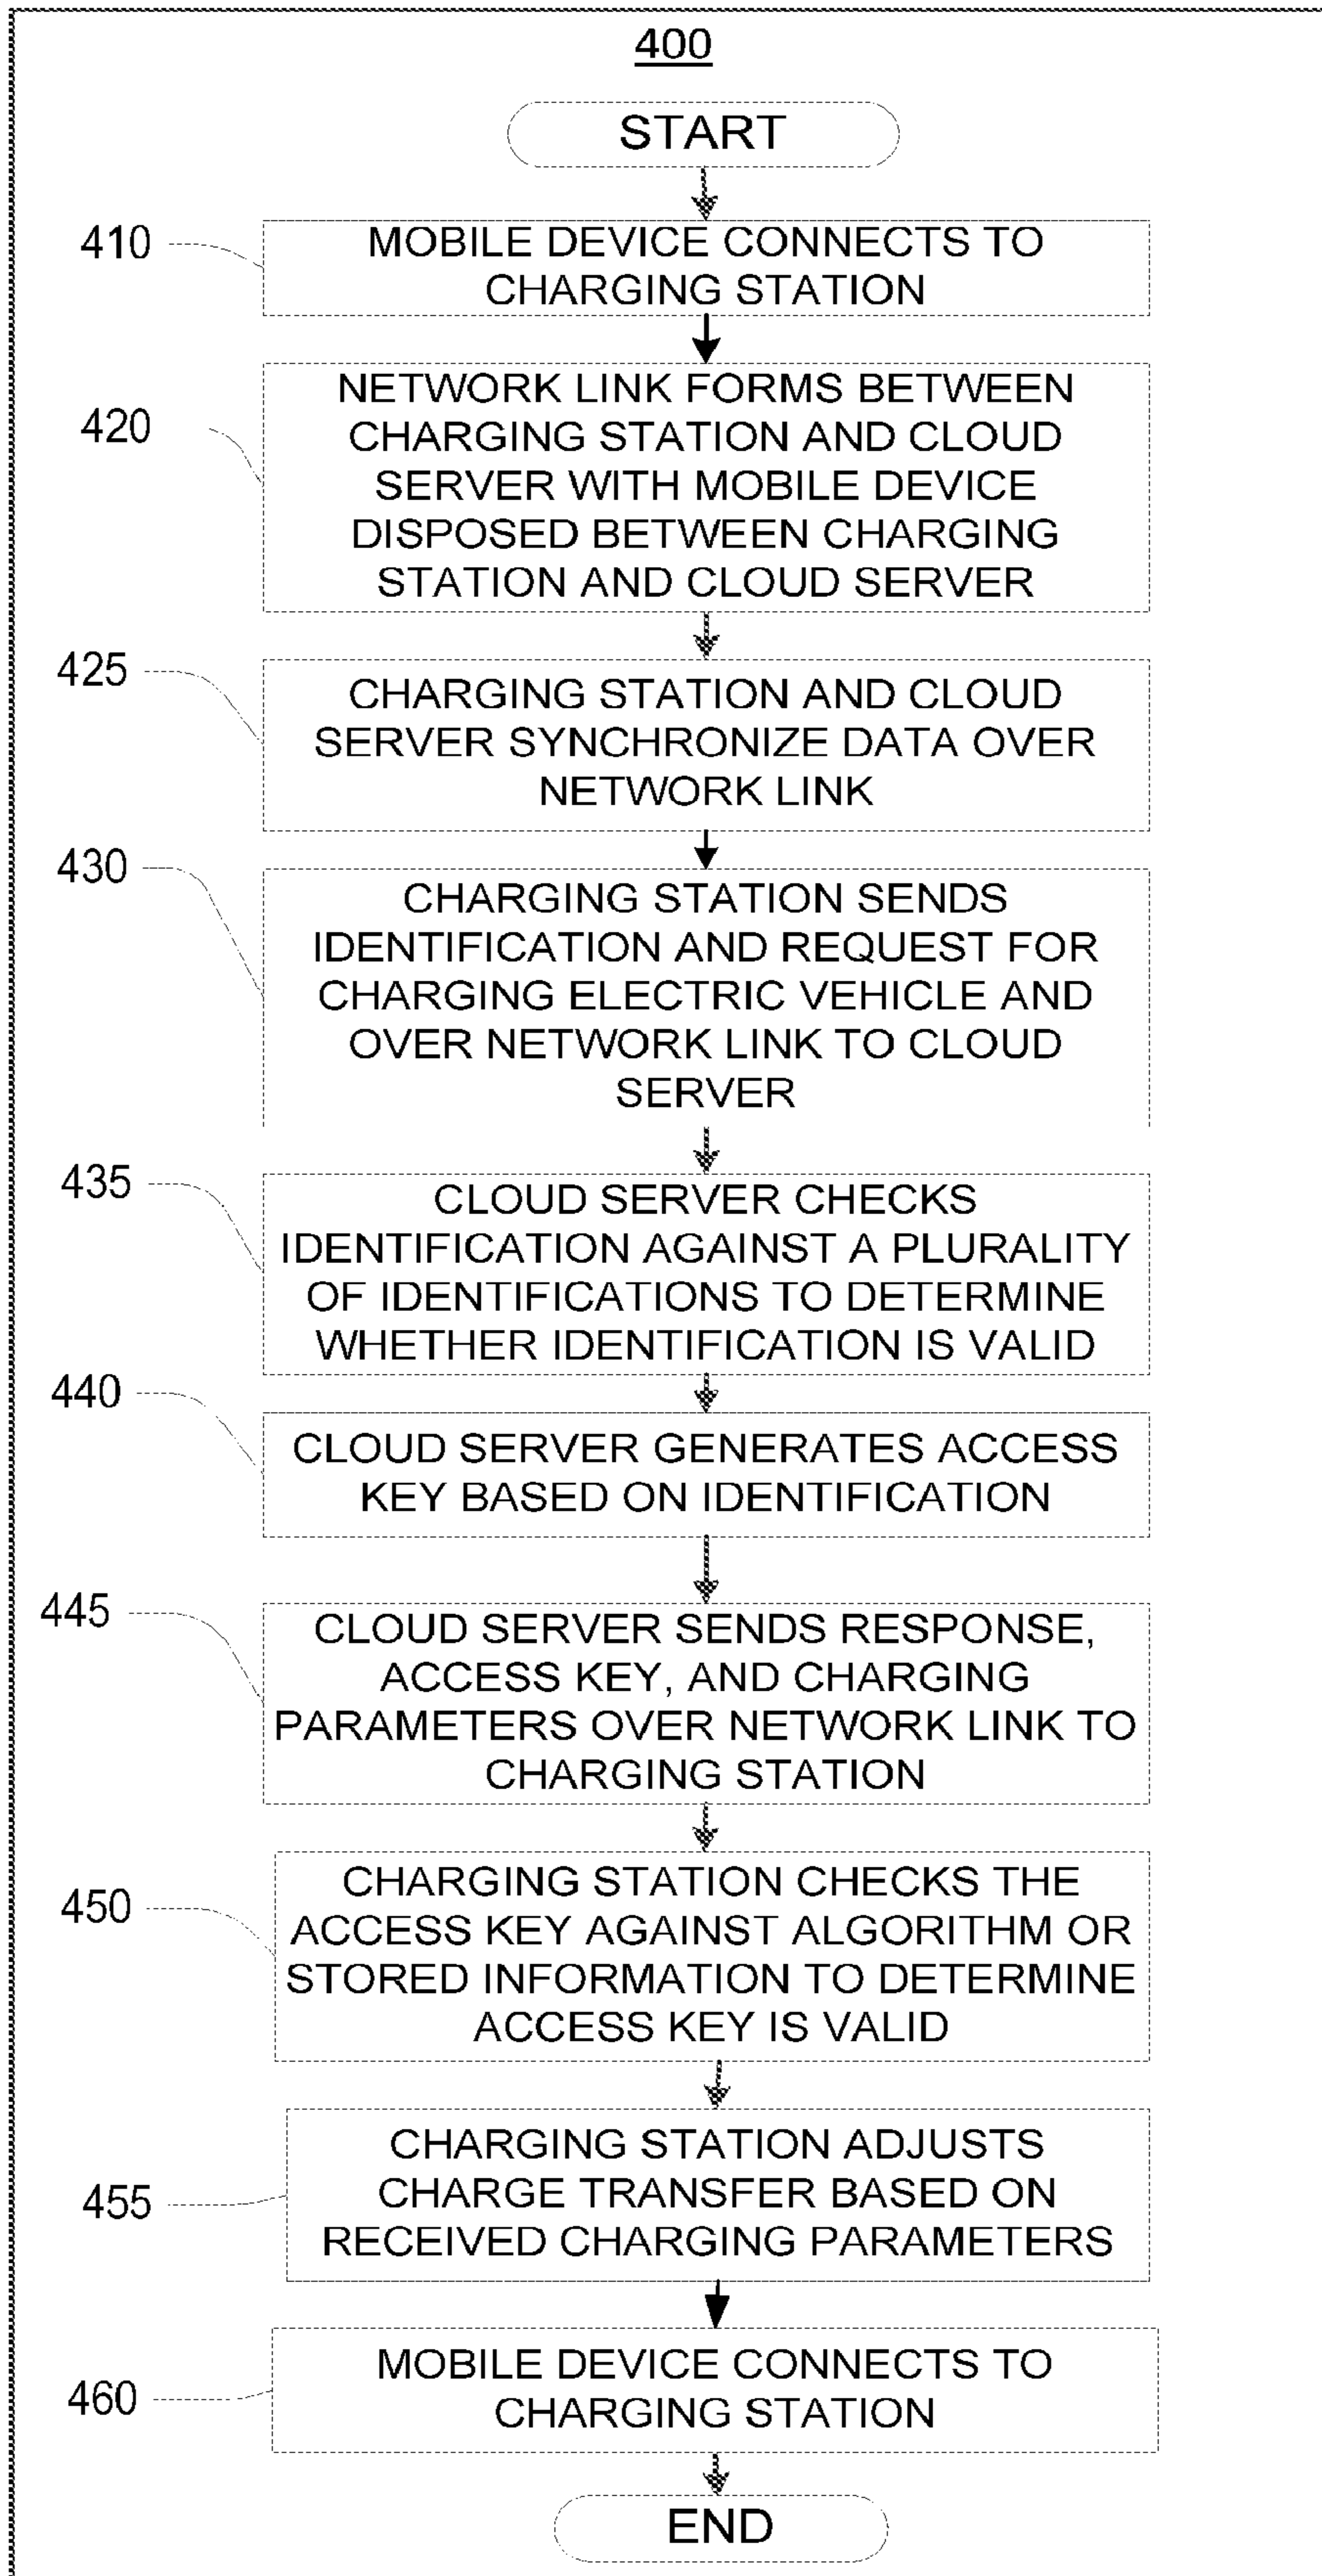 400
START
410
MOBILE DEVICE CONNECTS TO
CHARGING STATION
420
NETWORK LINK FORMS BETWEEN
CHARGING STATION AND CLOUD
SERVER WITH MOBILE DEVICE
DISPOSED BETWEEN CHARGING
STATION AND CLOUD SERVER
425
CHARGING STATION AND CLOUD
SERVER SYNCHRONIZE DATA OVER
NETWORK LINK
430
CHARGING STATION SENDS
IDENTIFICATION AND REQUEST FOR
CHARGING ELECTRIC VEHICLE AND
OVER NETWORK LINK TO CLOUD
SERVER
435
CLOUD SERVER CHECKS
IDENTIFICATION AGAINST A PLURALITY
OF IDENTIFICATIONS TO DETERMINE
WHETHER IDENTIFICATION IS VALID
440
CLOUD SERVER GENERATES ACCESS
KEY BASED ON IDENTIFICATION
445
CLOUD SERVER SENDS RESPONSE,
ACCESS KEY, AND CHARGING
PARAMETERS OVER NETWORK LINK TO
CHARGING STATION
450
CHARGING STATION CHECKS THE
ACCESS KEY AGAINST ALGORITHM OR
STORED INFORMATION TO DETERMINE
ACCESS KEY IS VALID
455
CHARGING STATION ADJUSTS
CHARGE TRANSFER BASED ON
RECEIVED CHARGING PARAMETERS
460
MOBILE DEVICE CONNECTS TO
CHARGING STATION
END